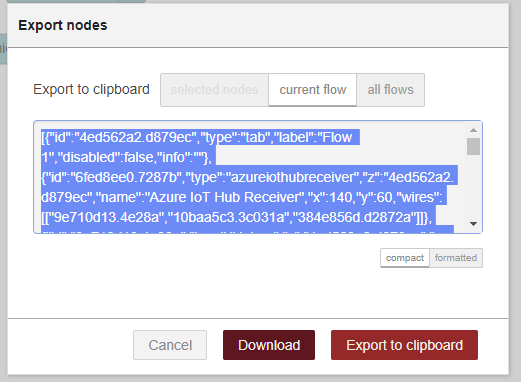 Export nodes
Export to clipboard selected nodes current flow all flows
[{"id":"4ed562a2.d879ec","type":"tab","label":"Flow
1","disabled":false,"info":""},
{"id":"6fed8ee0.7287b","type":"azureiothubreceiver","z":"4ed562a2.
d879ec","name":"Azure IoT Hub Receiver","x":140,"y":60,"wires":
[["9e710d13.4e28a","10baa5c3.3c031a","384e856d.d2872a"]]},
compact formatted
Cancel Download Export to clipboard